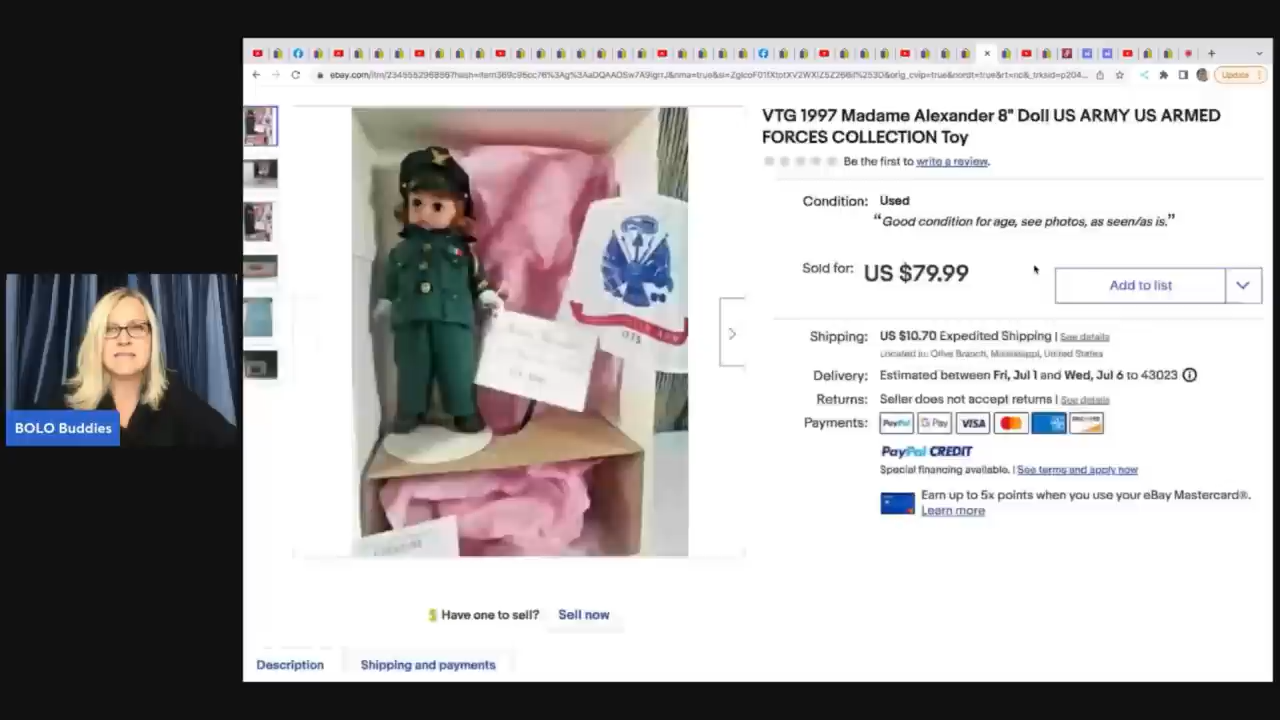 Update
VTG 1997 Madame Alexander 8" Doll US ARMY US ARMED
FORCES COLLECTION Toy
Be the first to write a review.
Condition: Used
"Good condition for age, see photos, as seen/as is."
Sold for: US $79.99
Add to list
Shipping: US $10.70 Expedited Shipping | See details
Located in: Olive Branch, Mississippi, United States
Delivery: Estimated between Fri, Jul 1 and Wed, Jul 6 to 43023
Returns: Seller does not accept returns | See details
Payments: PayPal G Pay VISA
PayPal CREDIT
Special financing available. | See terms and apply now
Earn up to 5x points when you use your eBay Mastercard®.
Learn more
BOLO Buddies
Have one to sell? Sell now
Description Shipping and payments